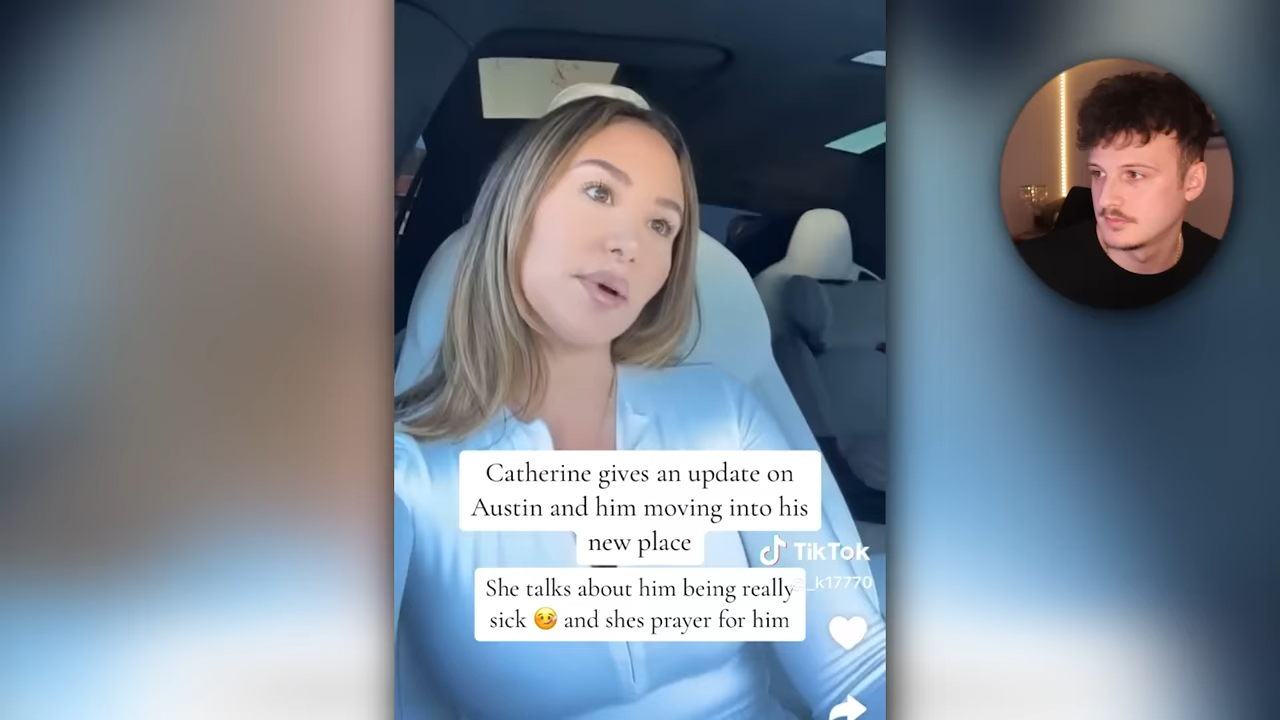 Catherine gives an update on
Austin and him moving into his
new place
TikTok
She talks about him being really
sick 🤒 and shes prayer for him
_k17770